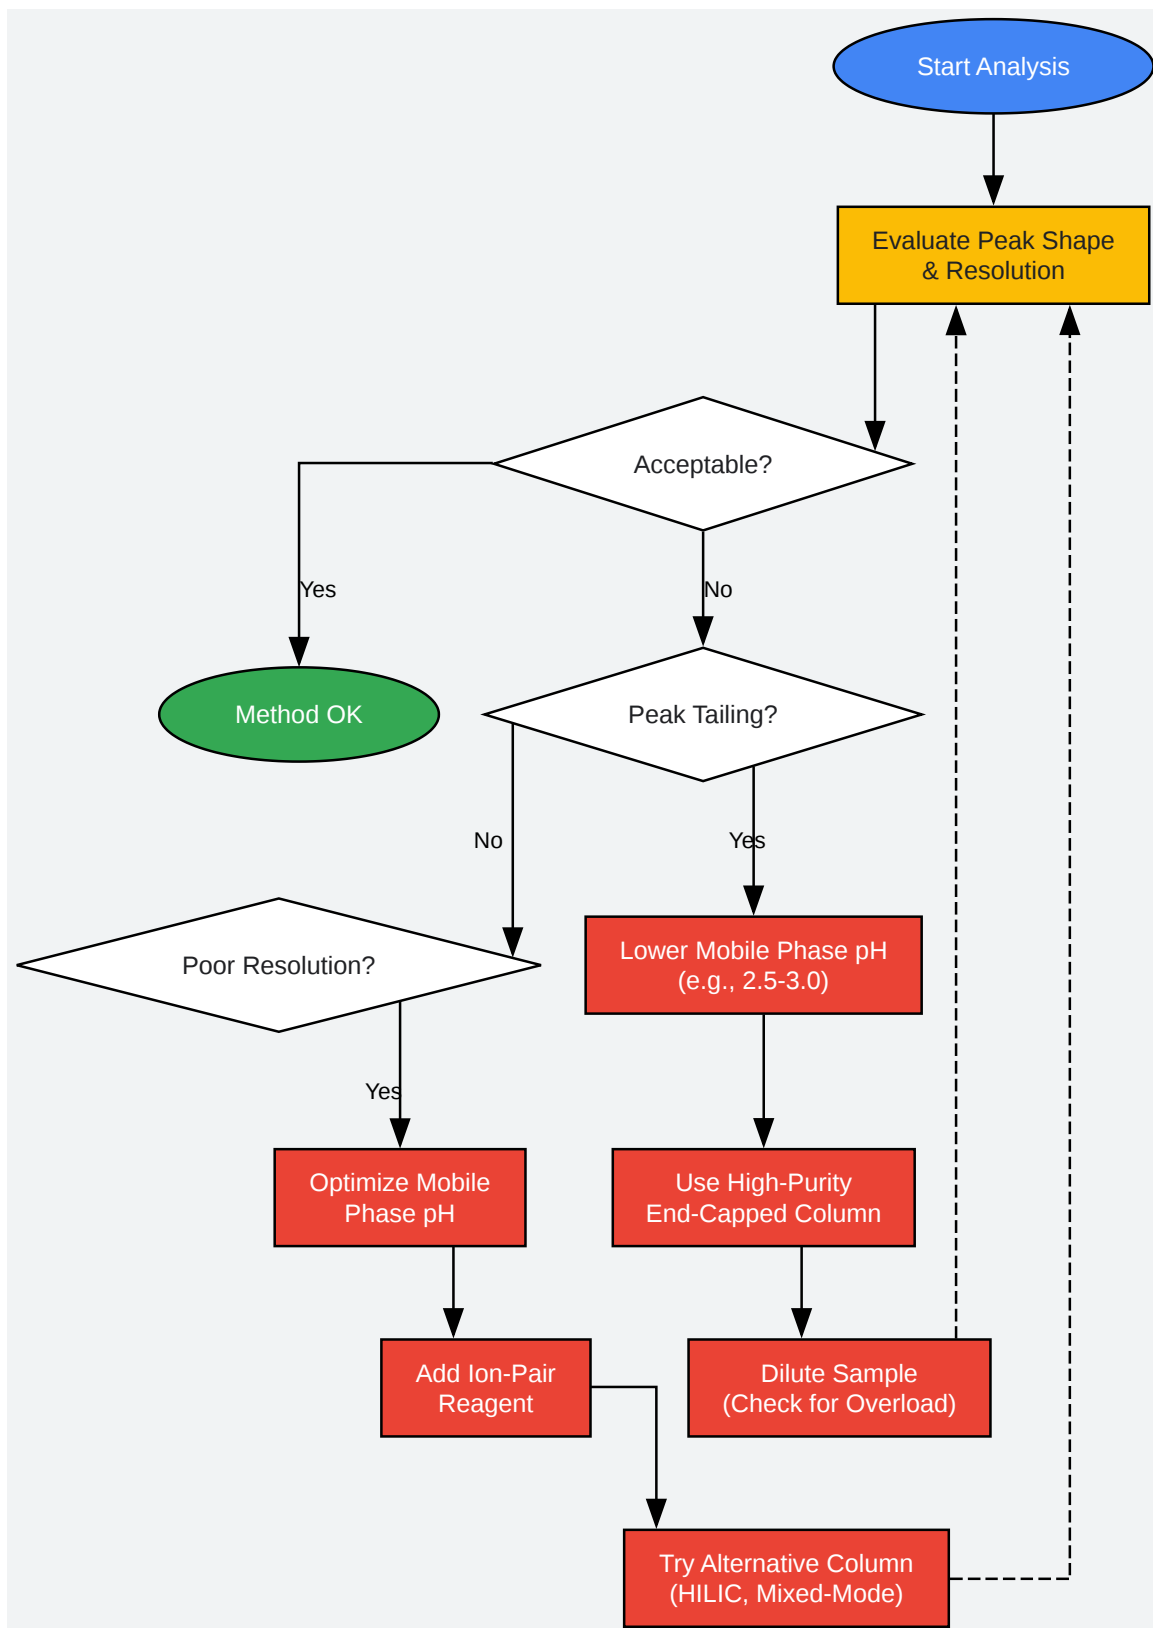 Start Analysis
Evaluate Peak Shape
& Resolution
Acceptable?
Yes
No
Method OK
Peak Tailing?
No
Yes
Lower Mobile Phase pH
(e.g., 2.5-3.0)
Poor Resolution?
Yes
Optimize Mobile
Phase pH
Use High-Purity
End-Capped Column
Add Ion-Pair
Reagent
Dilute Sample
(Check for Overload)
Try Alternative Column
(HILIC, Mixed-Mode)